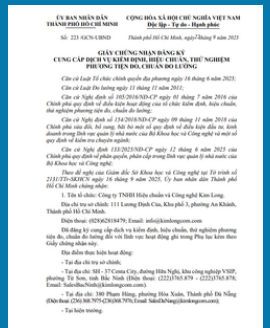 ỦY BAN NHÂN DÂN
THÀNH PHỐ HỒ CHÍ MINH
CỘNG HÒA XÃ HỘI CHỦ NGHĨA VIỆT NAM
Độc lập - Tự do - Hạnh phúc
Số: 223 /GCN-UBND
Thành phố Hồ Chí Minh, ngày tháng 9 năm 2025
GIẤY CHỨNG NHẬN ĐĂNG KÝ
CUNG CẤP DỊCH VỤ KIỂM ĐỊNH, HIỆU CHUẨN, THỬ NGHIỆM
PHƯƠNG TIỆN ĐO, CHUẨN ĐO LƯỜNG
Căn cứ Luật Tổ chức chính quyền địa phương ngày 16 tháng 6 năm 2025;
Căn cứ Luật Đo lường ngày 11 tháng 11 năm 2011;
Căn cứ Nghị định số 105/2016/NĐ-CP ngày 01 tháng 7 năm 2016 của Chính
phủ quy định về điều kiện hoạt động của tổ chức kiểm định, hiệu chuẩn,
thử nghiệm phương tiện đo, chuẩn đo lường;
Căn cứ Nghị định số 154/2018/NĐ-CP ngày 09 tháng 11 năm 2018 của Chính
phủ sửa đổi, bổ sung, bãi bỏ một số quy định về điều kiện đầu tư, kinh
doanh trong lĩnh vực quản lý nhà nước của Bộ Khoa học và Công nghệ và một số
quy định về kiểm tra chuyên ngành;
Căn cứ Nghị định số 133/2025/NĐ-CP ngày 12 tháng 6 năm 2025 của
Chính phủ quy định về phân quyền, phân cấp trong lĩnh vực quản lý nhà nước của
Bộ Khoa học và Công nghệ;
Theo đề nghị của Giám đốc Sở Khoa học và Công nghệ tại Tờ trình số
2131/TTr-SKHCN ngày 16 tháng 9 năm 2025, Ủy ban nhân dân Thành phố
Hồ Chí Minh chứng nhận:
1. Tên tổ chức: Công ty TNHH Hiệu chuẩn và Công nghệ Kim Long.
Địa chỉ trụ sở chính: 111 Lương Định Của, Khu phố 3, phường An Khánh,
Thành phố Hồ Chí Minh.
Điện thoại: (028)62818479; Email: info@kimlongcom.com
Đã đăng ký cung cấp dịch vụ kiểm định, hiệu chuẩn, thử nghiệm phương
tiện đo, chuẩn đo lường đối với lĩnh vực hoạt động ghi trong Phụ lục kèm theo
Giấy chứng nhận này.
Địa điểm thực hiện hoạt động:
- Tại địa chỉ trụ sở chính;
- Tại địa chỉ: SH - 37 Centa City, đường Hữu Nghị, khu công nghiệp VSIP,
phường Từ Sơn, tỉnh Bắc Ninh (Điện thoại: (222)3765.879 - (222)3765.878;
Email: SalesBacNinh@kimlongcom.com);
- Tại địa chỉ: 380 Phạm Hùng, phường Hòa Xuân, Thành phố Đà Nẵng
(Điện thoại: (236)368.7975-(236)368.7976); Email: SalesDaNang@kimlongcom.com);
- Tại hiện trường.